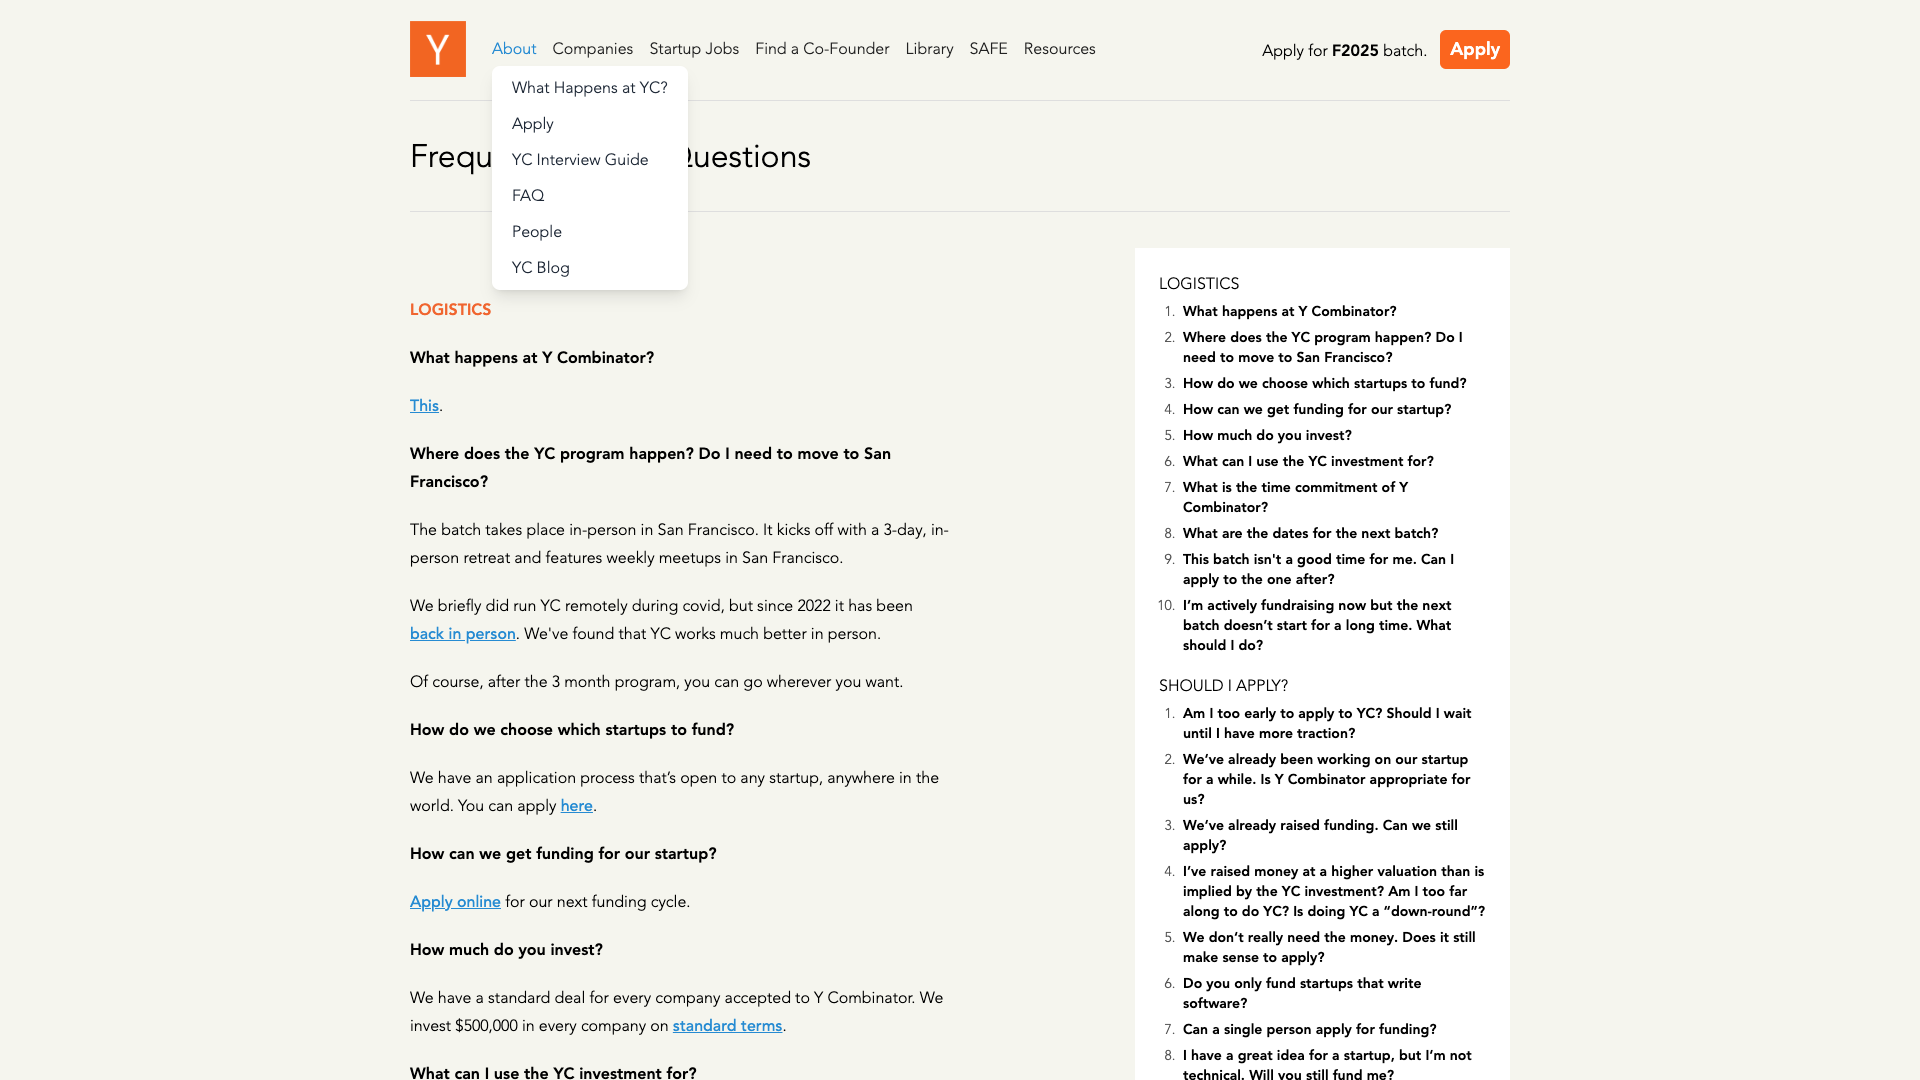 Y
About Companies Startup Jobs Find a Co-Founder Library SAFE Resources
Apply for F2025 batch. Apply
What Happens at YC?
Apply
YC Interview Guide
FAQ
People
YC Blog
Frequ Questions
LOGISTICS
What happens at Y Combinator?
This.
Where does the YC program happen? Do I need to move to San
Francisco?
The batch takes place in-person in San Francisco. It kicks off with a 3-day, in-
person retreat and features weekly meetups in San Francisco.
We briefly did run YC remotely during covid, but since 2022 it has been
back in person. We've found that YC works much better in person.
Of course, after the 3 month program, you can go wherever you want.
How do we choose which startups to fund?
We have an application process that’s open to any startup, anywhere in the
world. You can apply here.
How can we get funding for our startup?
Apply online for our next funding cycle.
How much do you invest?
We have a standard deal for every company accepted to Y Combinator. We
invest $500,000 in every company on standard terms.
What can I use the YC investment for?
LOGISTICS
1. What happens at Y Combinator?
2. Where does the YC program happen? Do I
need to move to San Francisco?
3. How do we choose which startups to fund?
4. How can we get funding for our startup?
5. How much do you invest?
6. What can I use the YC investment for?
7. What is the time commitment of Y
Combinator?
8. What are the dates for the next batch?
9. This batch isn't a good time for me. Can I
apply to the one after?
10. I’m actively fundraising now but the next
batch doesn’t start for a long time. What
should I do?
SHOULD I APPLY?
1. Am I too early to apply to YC? Should I wait
until I have more traction?
2. We’ve already been working on our startup
for a while. Is Y Combinator appropriate for
us?
3. We’ve already raised funding. Can we still
apply?
4. I’ve raised money at a higher valuation than is
implied by the YC investment? Am I too far
along to do YC? Is doing YC a “down-round”?
5. We don’t really need the money. Does it still
make sense to apply?
6. Do you only fund startups that write
software?
7. Can a single person apply for funding?
8. I have a great idea for a startup, but I’m not
technical. Will you still fund me?